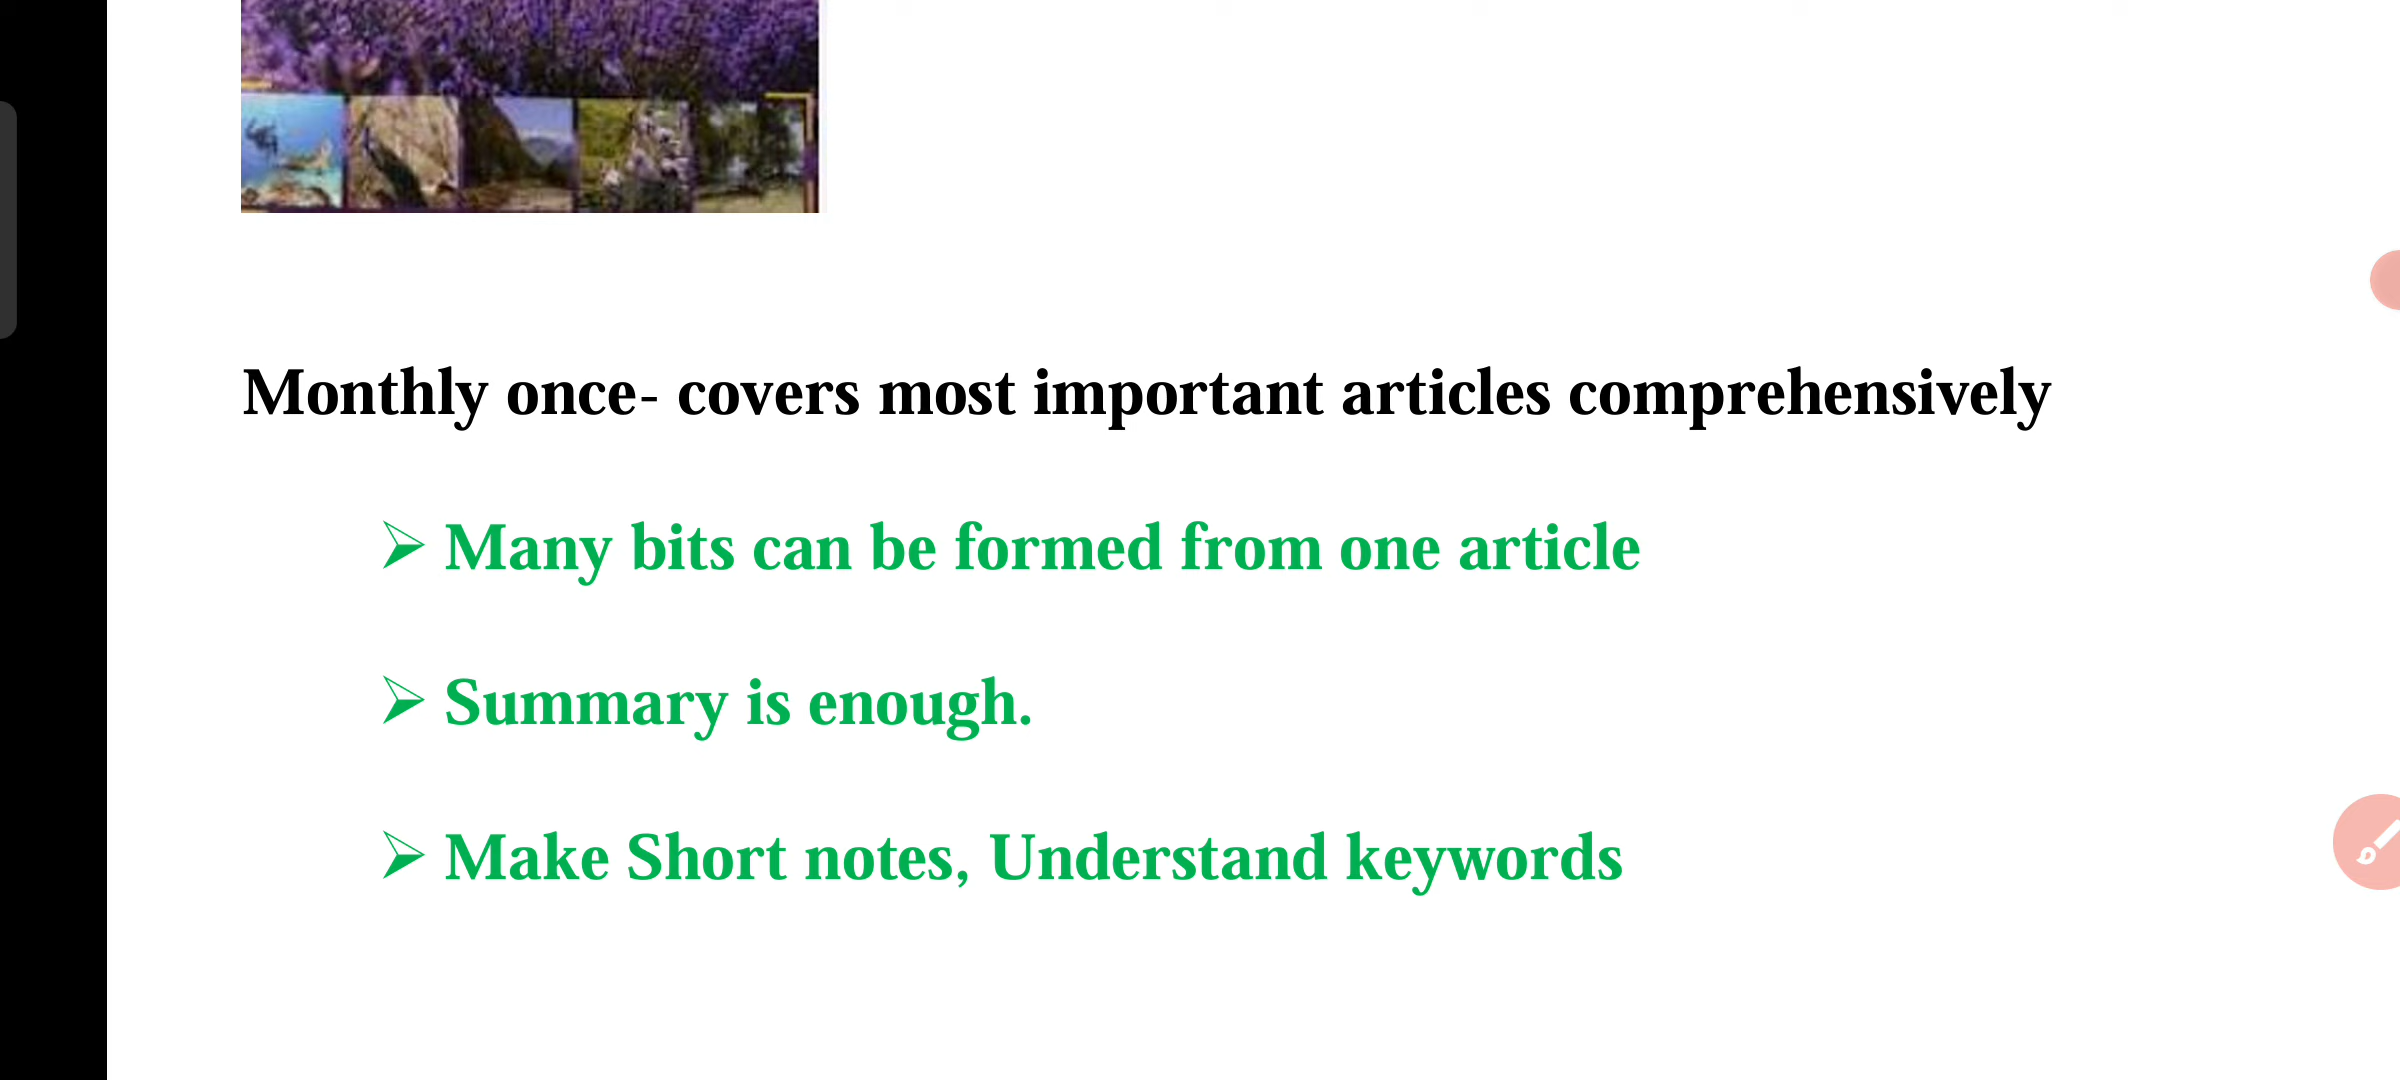 Monthly once- covers most important articles comprehensively
➢ Many bits can be formed from one article
➢ Summary is enough.
➢ Make Short notes, Understand keywords